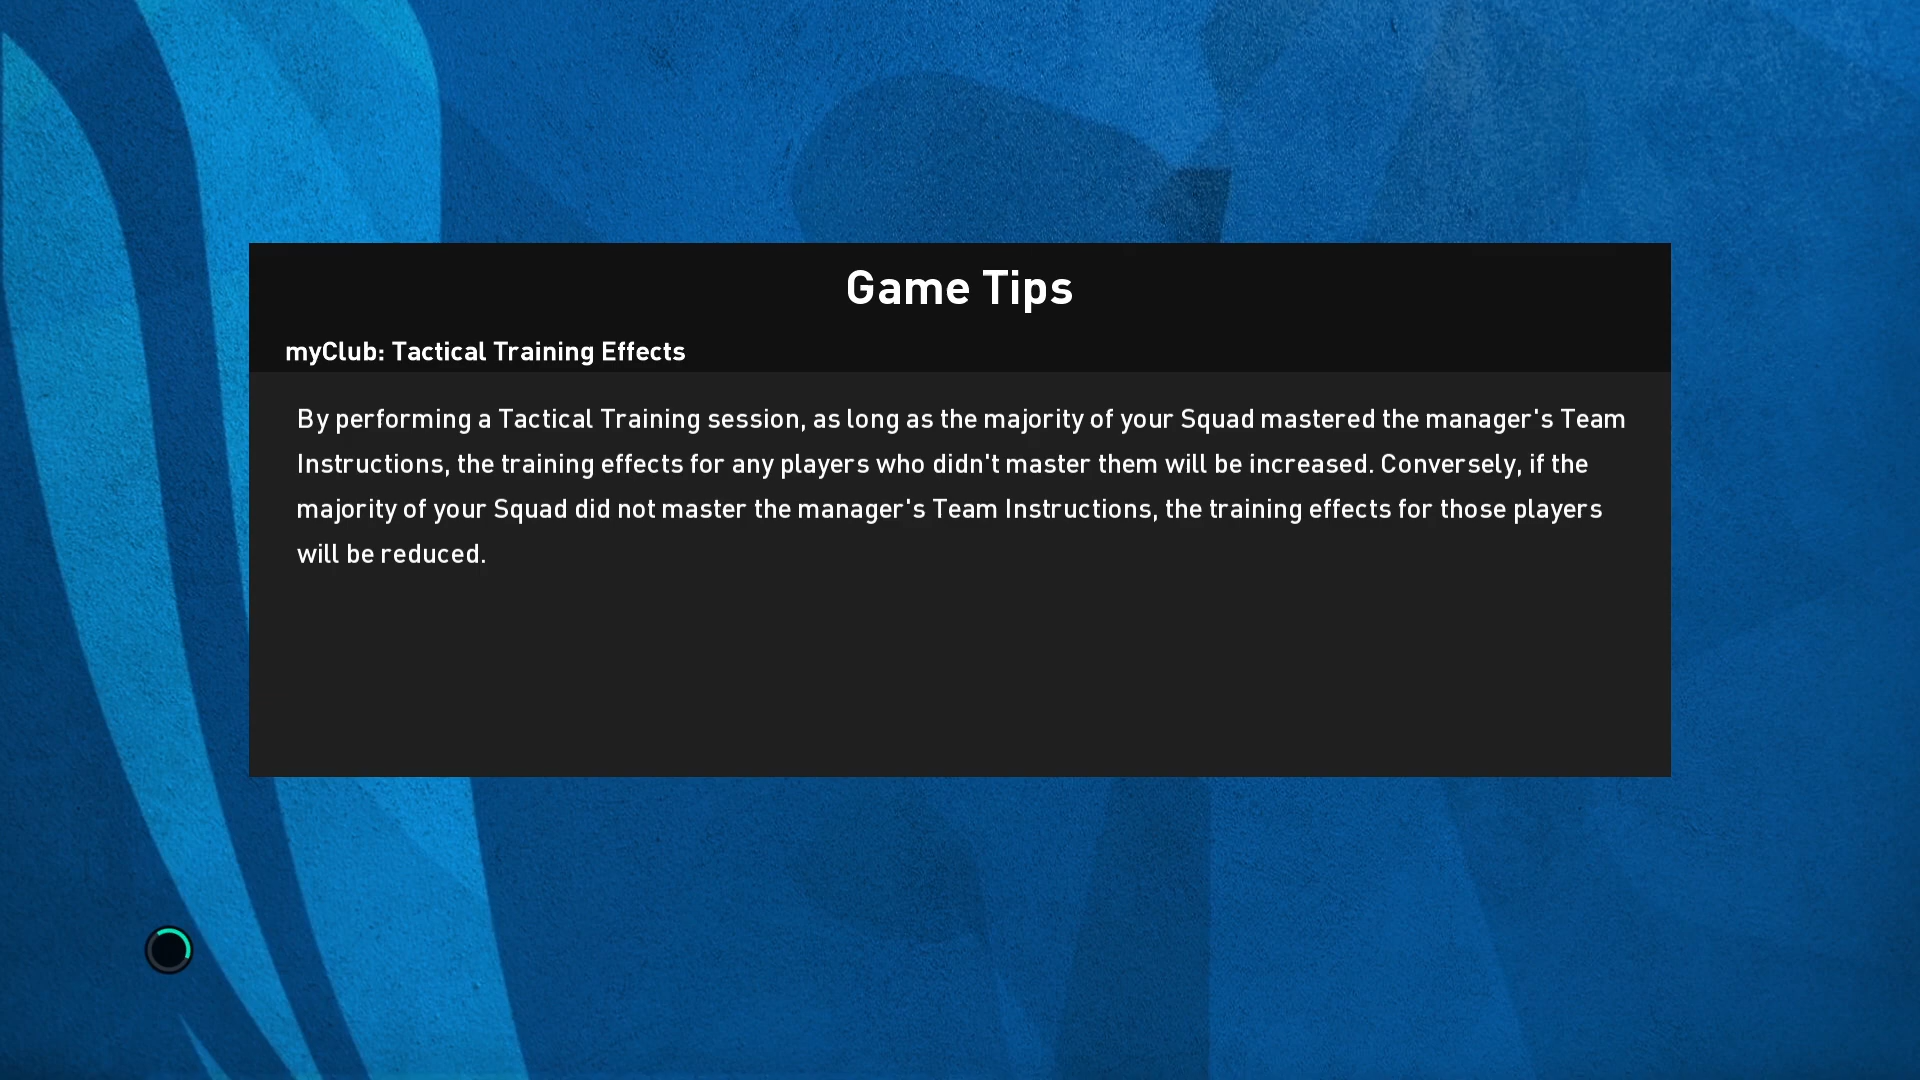 Game Tips
myClub: Tactical Training Effects
By performing a Tactical Training session, as long as the majority of your Squad mastered the manager's Team
Instructions, the training effects for any players who didn't master them will be increased. Conversely, if the
majority of your Squad did not master the manager's Team Instructions, the training effects for those players
will be reduced.